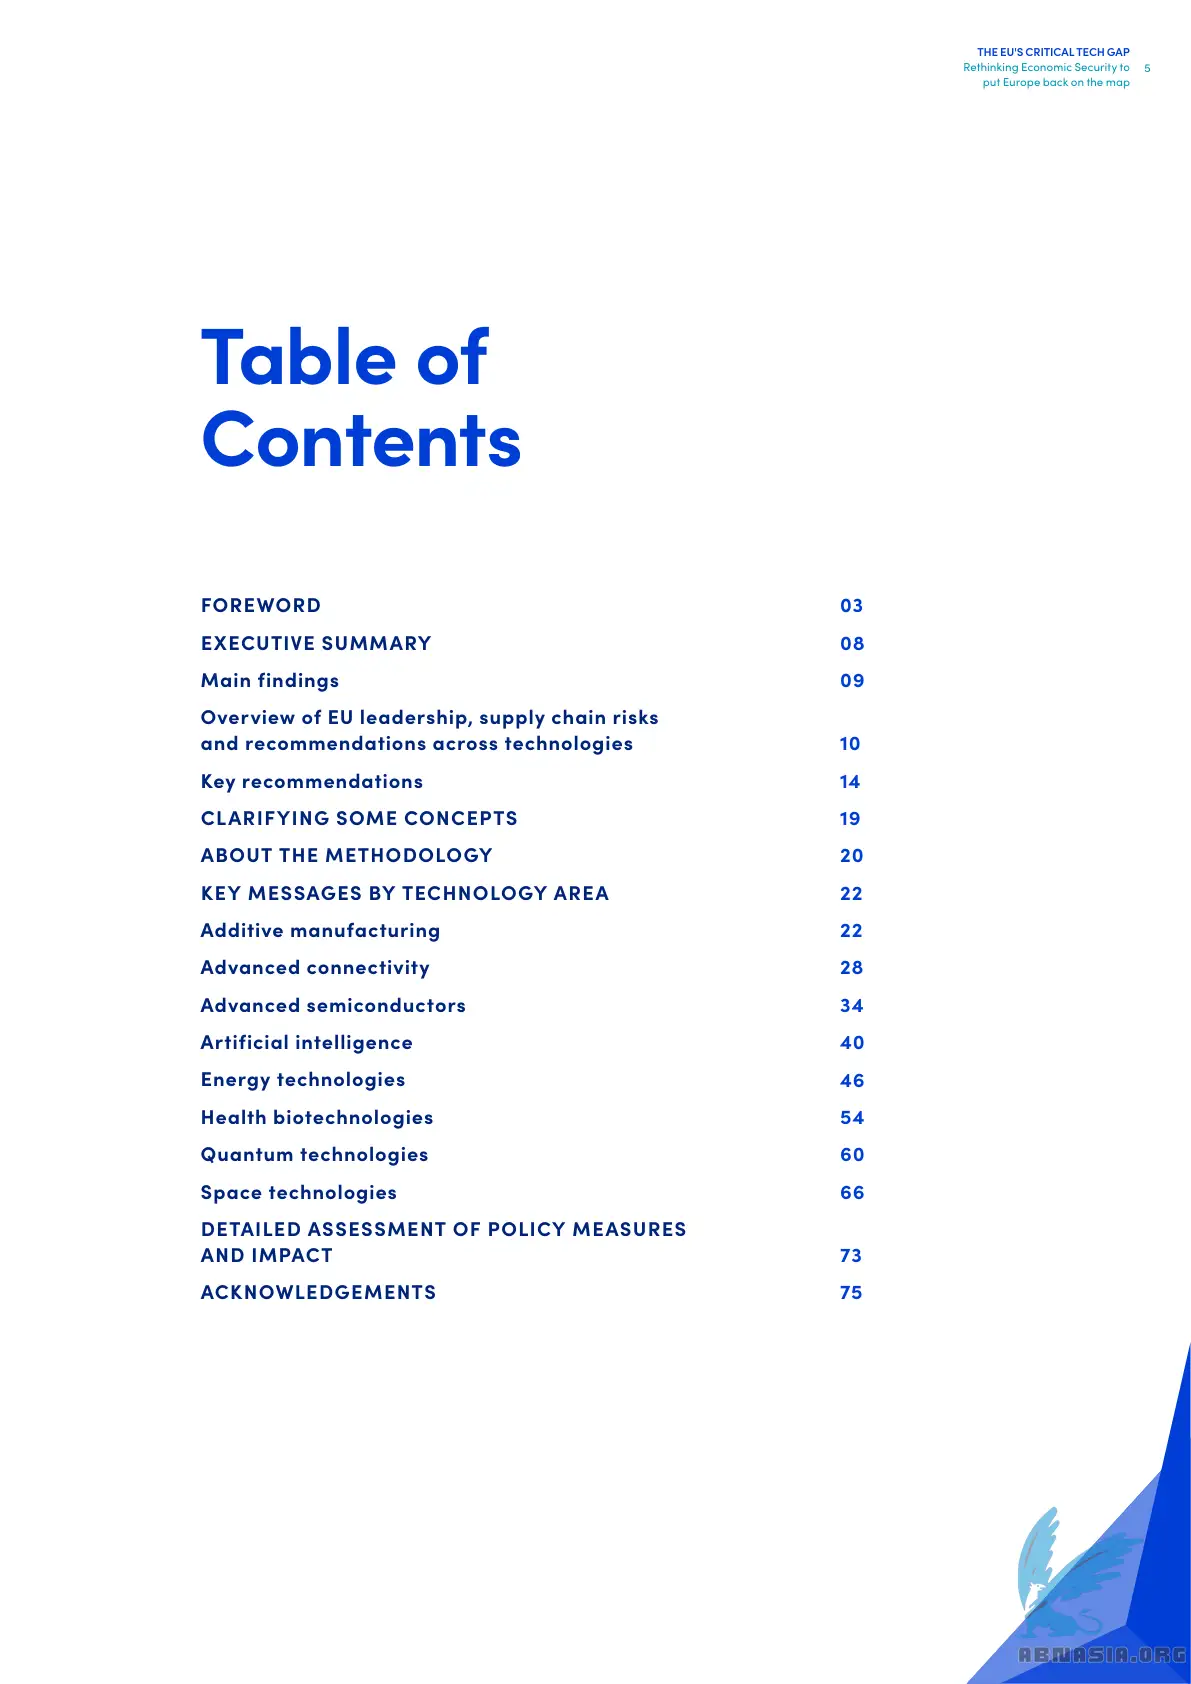 THE EU'S CRITICAL TECH GAP
Rethinking Economic Security to
put Europe back on the map
5
Table of
Contents
FOREWORD 03
EXECUTIVE SUMMARY 08
Main findings 09
Overview of EU leadership, supply chain risks
and recommendations across technologies 10
Key recommendations 14
CLARIFYING SOME CONCEPTS 19
ABOUT THE METHODOLOGY 20
KEY MESSAGES BY TECHNOLOGY AREA 22
Additive manufacturing 22
Advanced connectivity 28
Advanced semiconductors 34
Artificial intelligence 40
Energy technologies 46
Health biotechnologies 54
Quantum technologies 60
Space technologies 66
DETAILED ASSESSMENT OF POLICY MEASURES
AND IMPACT 73
ACKNOWLEDGEMENTS 75
ABNASIA.ORG